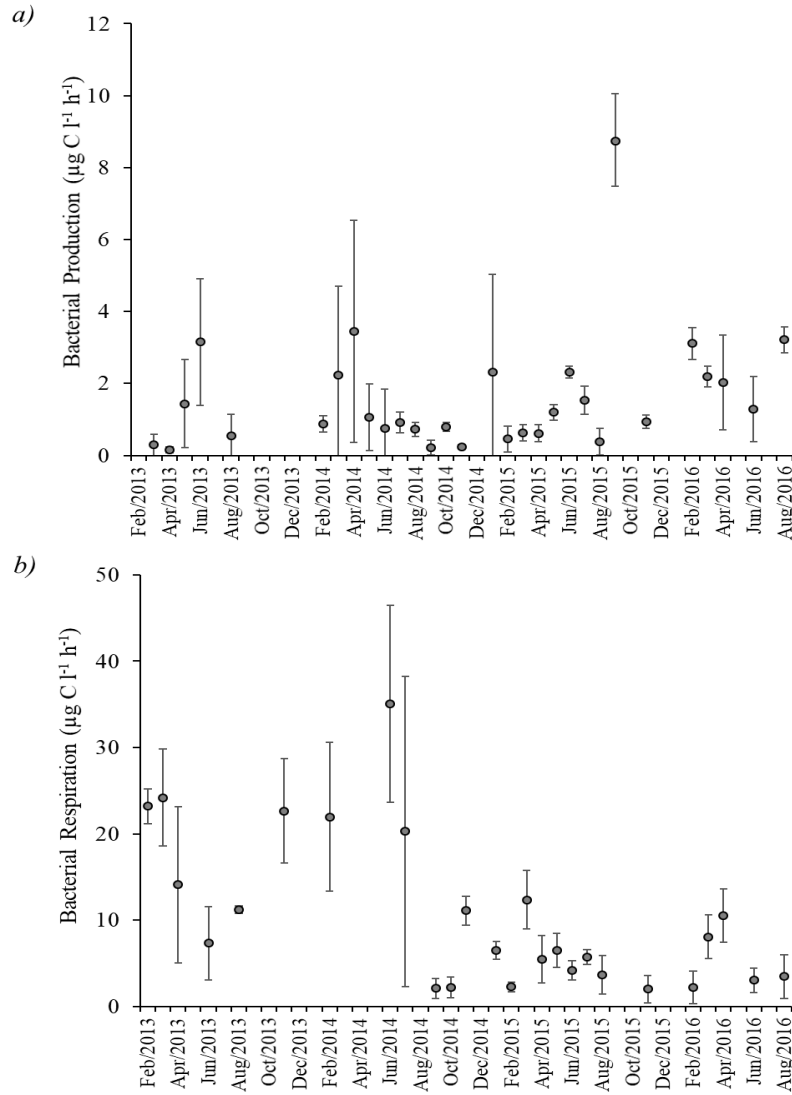 a)
Bacterial Production (µg C l⁻¹ h⁻¹)
12
10
8
6
4
2
0
Feb/2013
Apr/2013
Jun/2013
Aug/2013
Oct/2013
Dec/2013
Feb/2014
Apr/2014
Jun/2014
Aug/2014
Oct/2014
Dec/2014
Feb/2015
Apr/2015
Jun/2015
Aug/2015
Oct/2015
Dec/2015
Feb/2016
Apr/2016
Jun/2016
Aug/2016
b)
Bacterial Respiration (µg C l⁻¹ h⁻¹)
50
40
30
20
10
0
Feb/2013
Apr/2013
Jun/2013
Aug/2013
Oct/2013
Dec/2013
Feb/2014
Apr/2014
Jun/2014
Aug/2014
Oct/2014
Dec/2014
Feb/2015
Apr/2015
Jun/2015
Aug/2015
Oct/2015
Dec/2015
Feb/2016
Apr/2016
Jun/2016
Aug/2016